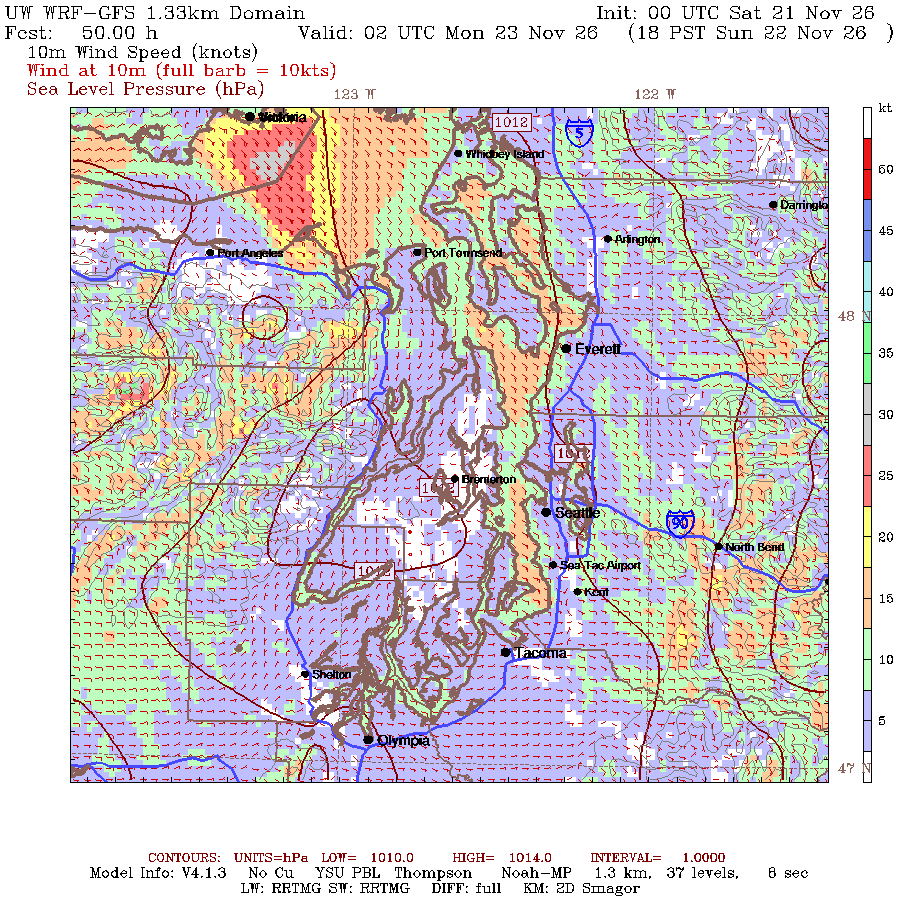 UW WRF-GFS 1.33km Domain Init: 00 UTC Sat 21 Nov 26
Fcst: 50.00 h Valid: 02 UTC Mon 23 Nov 26 (18 PST Sun 22 Nov 26 )
10m Wind Speed (knots)
Wind at 10m (full barb = 10kts)
Sea Level Pressure (hPa)
123 W 122 W
kt
Victoria
1012
5
Whidbey Island
60
Darringto
45
Arlington
Port Angeles
Port Townsend
40
48 N
Everett
35
30
1012
Bremerton
25
1012
Seattle
90
20
North Bend
Sea Tac Airport
1012
Kent
15
Tacoma
10
Shelton
5
Olympia
47 N
CONTOURS: UNITS=hPa LOW= 1010.0 HIGH= 1014.0 INTERVAL= 1.0000
Model Info: V4.1.3 No Cu YSU PBL Thompson Noah-MP 1.3 km, 37 levels, 8 sec
LW: RRTMG SW: RRTMG DIFF: full KM: 2D Smagor